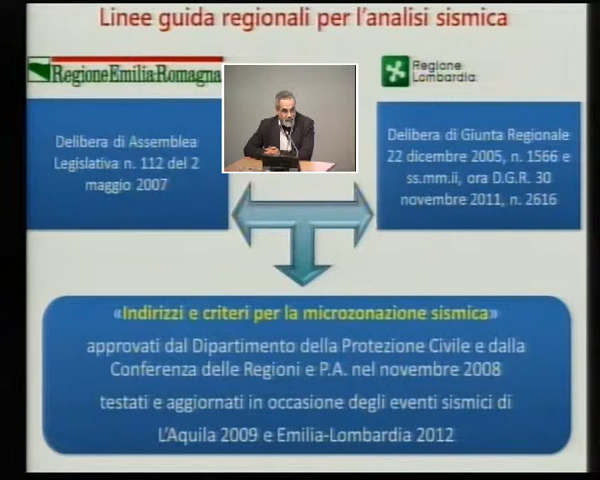 Linee guida regionali per l'analisi sismica
RegioneEmilia-Romagna
Regione
Lombardia
Delibera di Assemblea
Legislativa n. 112 del 2
maggio 2007
Delibera di Giunta Regionale
22 dicembre 2005, n. 1566 e
ss.mm.ii, ora D.G.R. 30
novembre 2011, n. 2616
«Indirizzi e criteri per la microzonazione sismica»
approvati dal Dipartimento della Protezione Civile e dalla
Conferenza delle Regioni e P.A. nel novembre 2008
testati e aggiornati in occasione degli eventi sismici di
L'Aquila 2009 e Emilia-Lombardia 2012